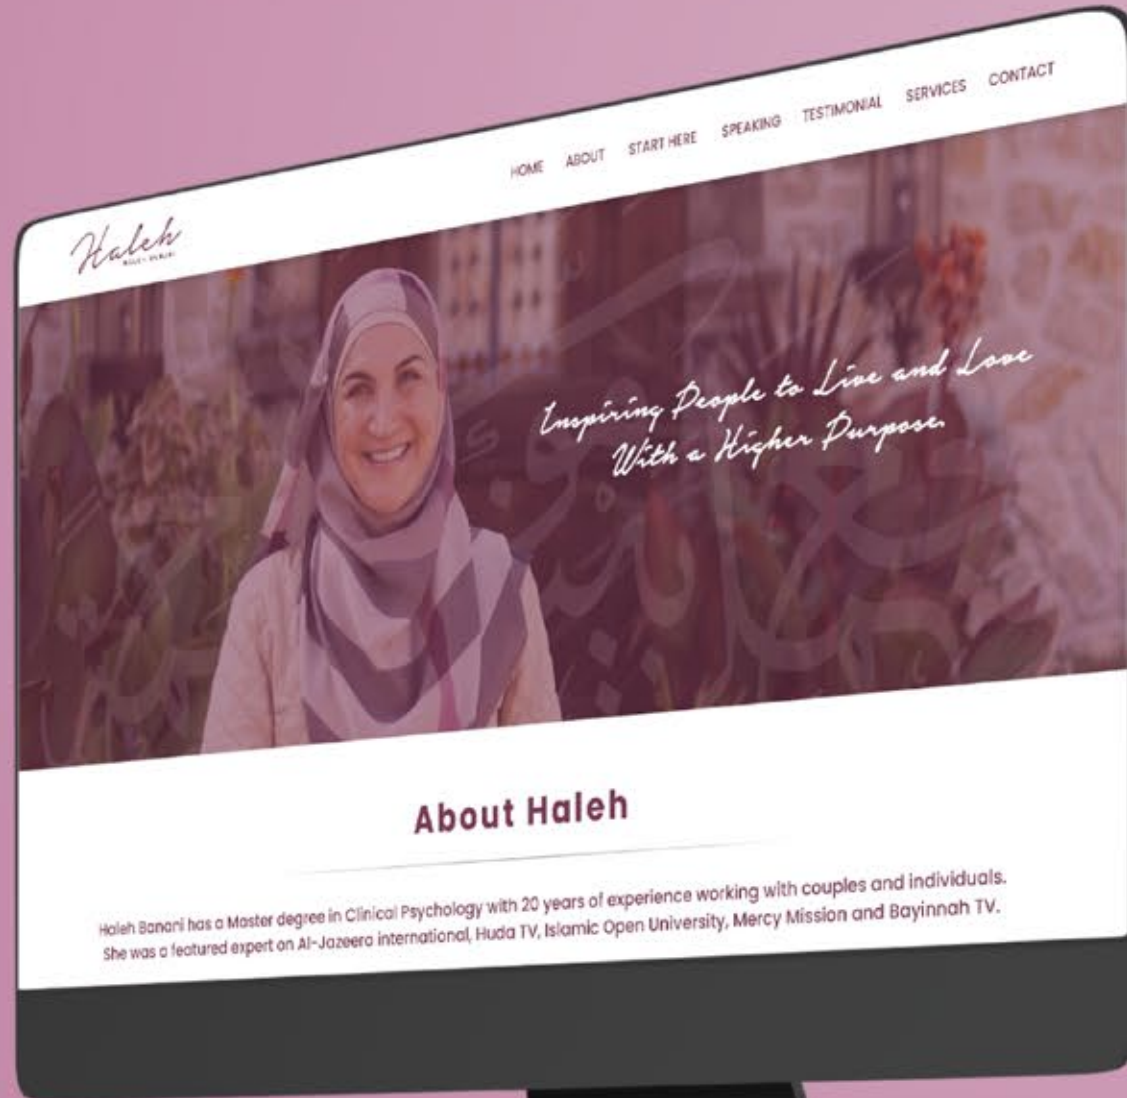 HOME ABOUT START HERE SPEAKING TESTIMONIAL SERVICES CONTACT
Haleh
Inspiring People to Live and Love
With a Higher Purpose.
About Haleh
Haleh Banani has a Master degree in Clinical Psychology with 20 years of experience working with couples and individuals.
She was a featured expert on Al-Jazeera international, Huda TV, Islamic Open University, Mercy Mission and Bayinnah TV.